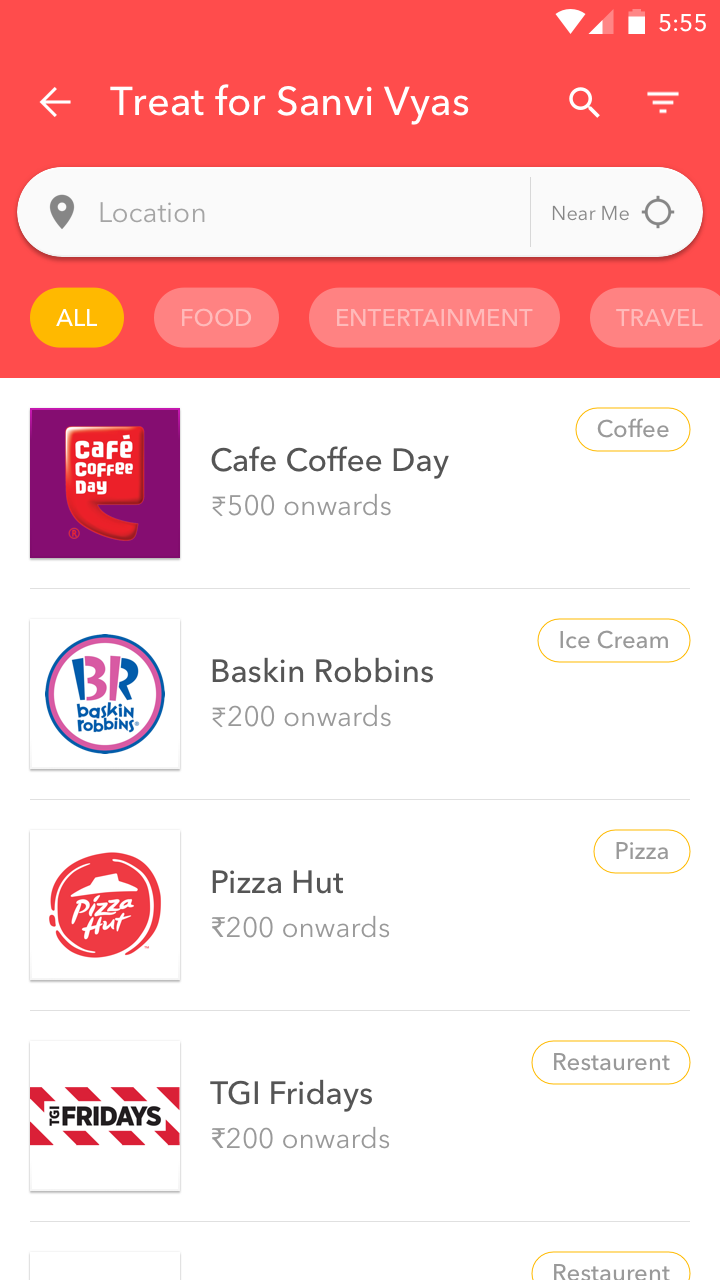 5:55
Treat for Sanvi Vyas
Location
Near Me
ALL
FOOD
ENTERTAINMENT
TRAVEL
Café
Coffee
Day
®
Cafe Coffee Day
₹500 onwards
Coffee
BR
baskin
robbins®
Baskin Robbins
₹200 onwards
Ice Cream
Pizza
Hut
Pizza Hut
₹200 onwards
Pizza
TGI FRIDAYS
TGI Fridays
₹200 onwards
Restaurent
Restaurent